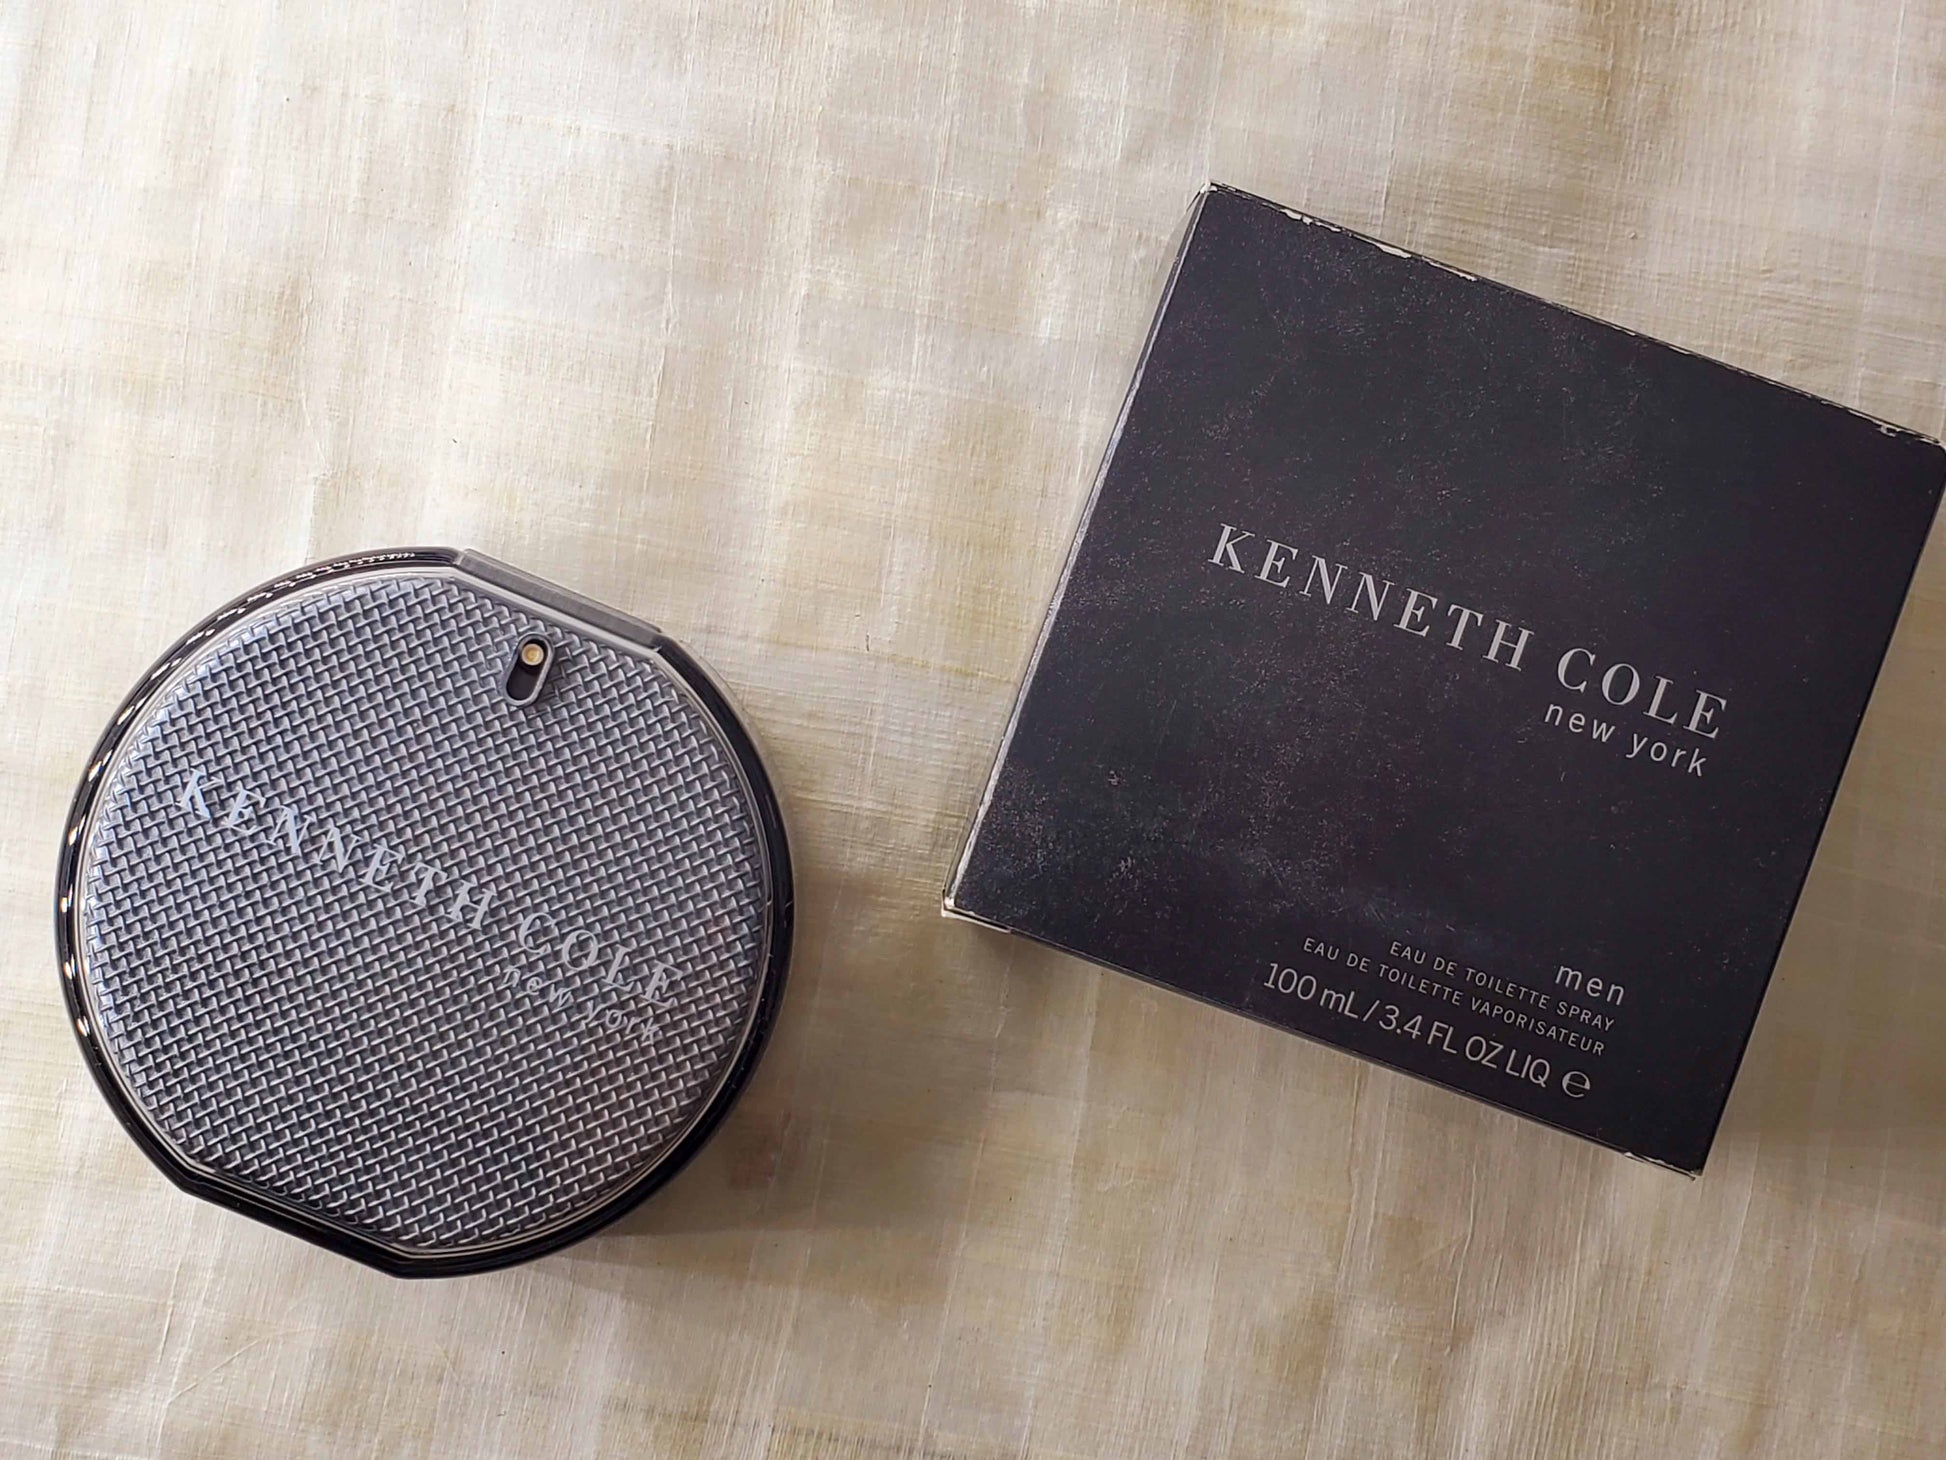 KENNETH COLE
new york
KENNETH COLE
new york
men
EAU DE TOILETTE SPRAY
EAU DE TOILETTE VAPORISATEUR
100 mL / 3.4 FL OZ LIQ ℮